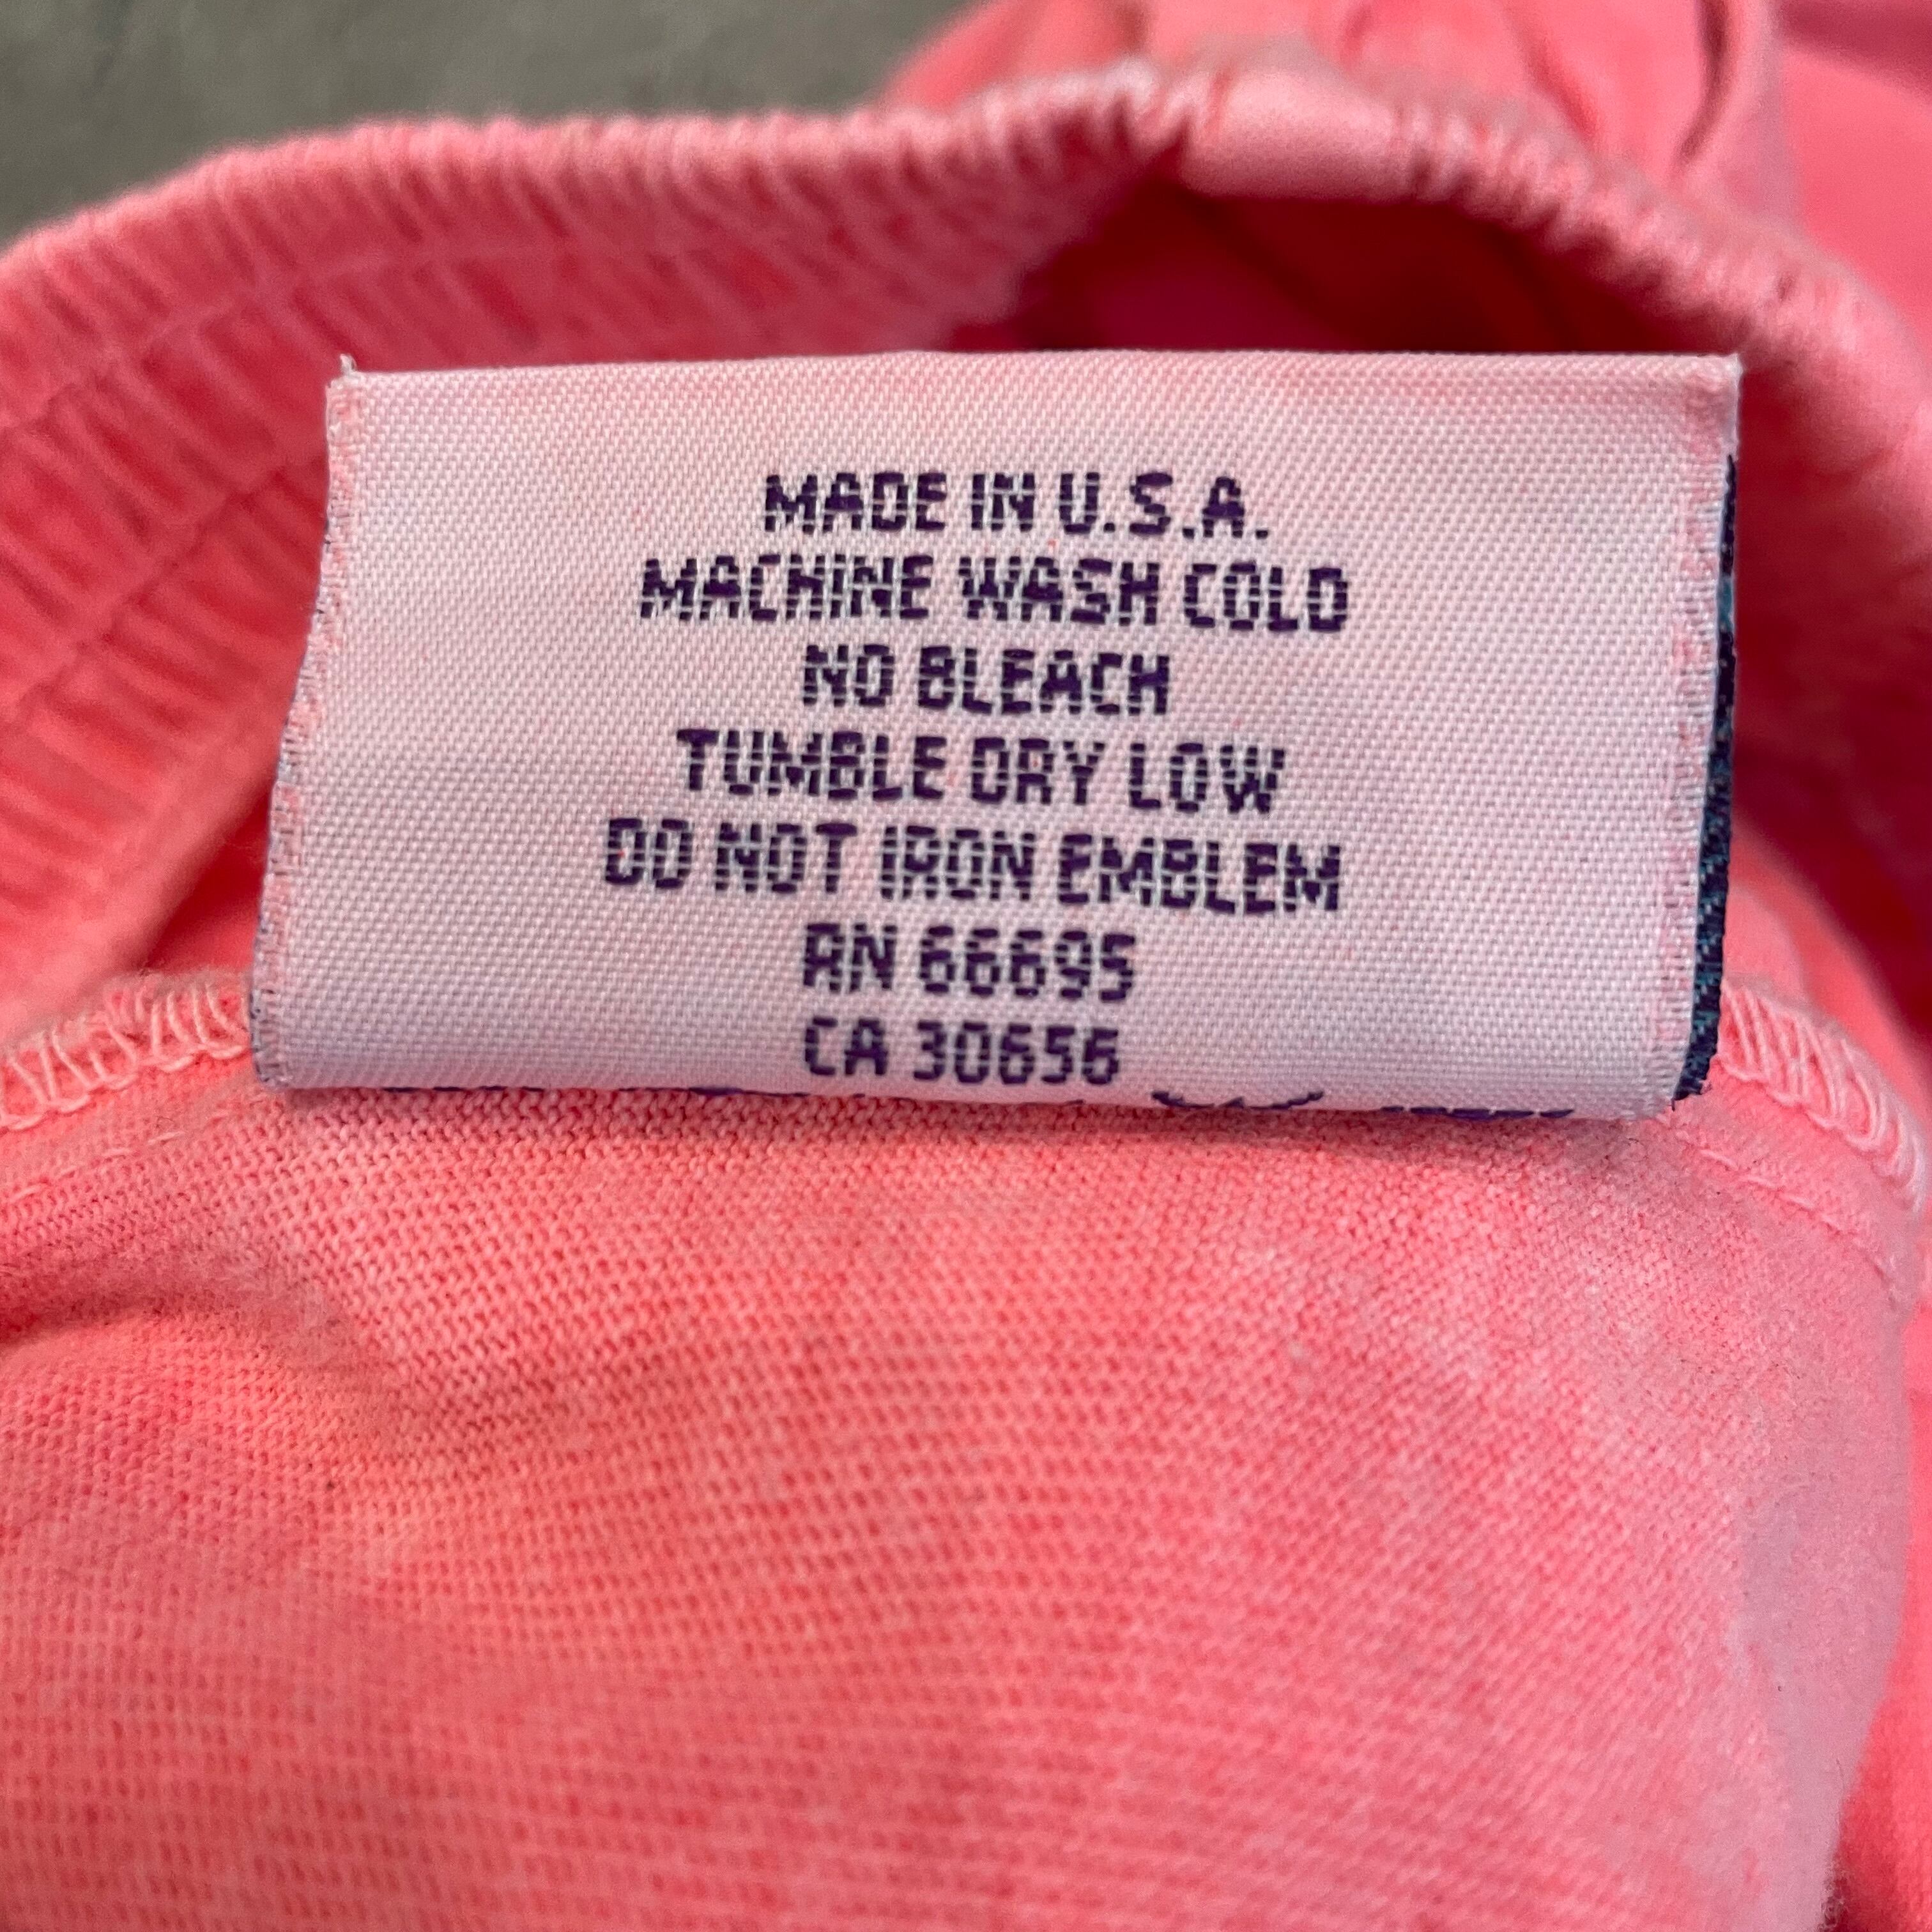 MADE IN U.S.A.
MACHINE WASH COLD
NO BLEACH
TUMBLE DRY LOW
DO NOT IRON EMBLEM
RN 66695
CA 30656